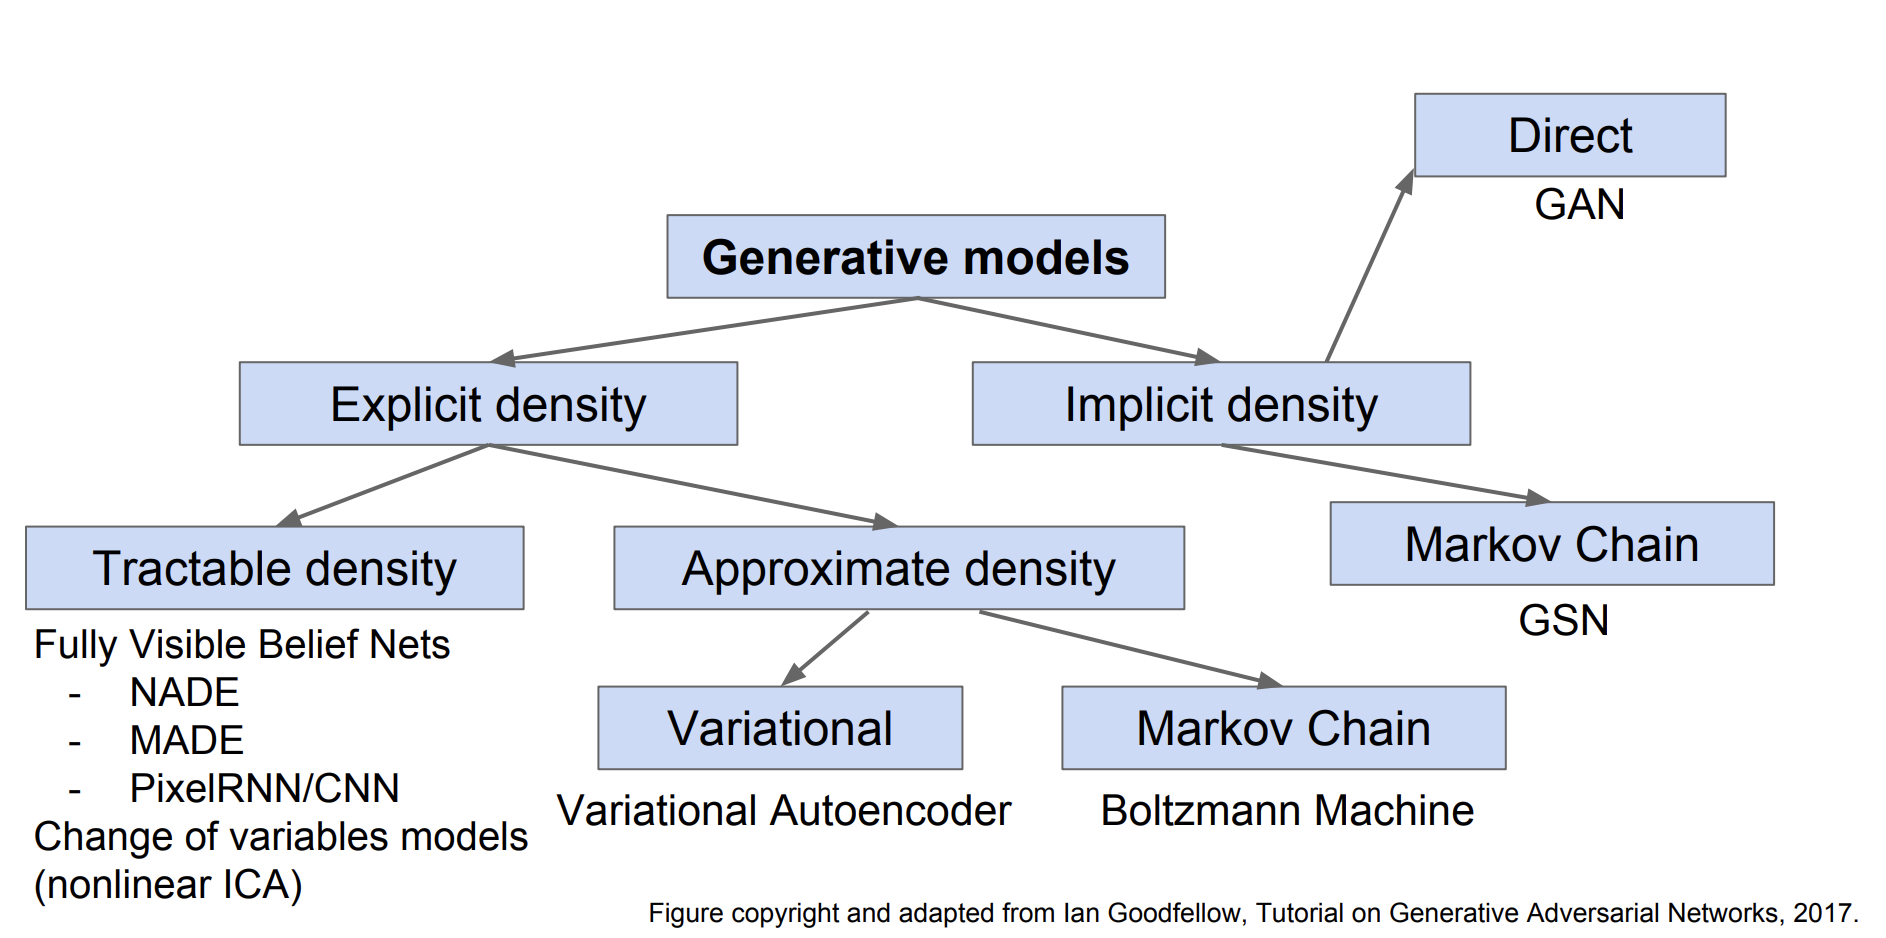 Direct
GAN
Generative models
Explicit density
Implicit density
Tractable density
Approximate density
Markov Chain
GSN
Fully Visible Belief Nets
- NADE
- MADE
- PixelRNN/CNN
Change of variables models
(nonlinear ICA)
Variational
Markov Chain
Variational Autoencoder
Boltzmann Machine
Figure copyright and adapted from Ian Goodfellow, Tutorial on Generative Adversarial Networks, 2017.